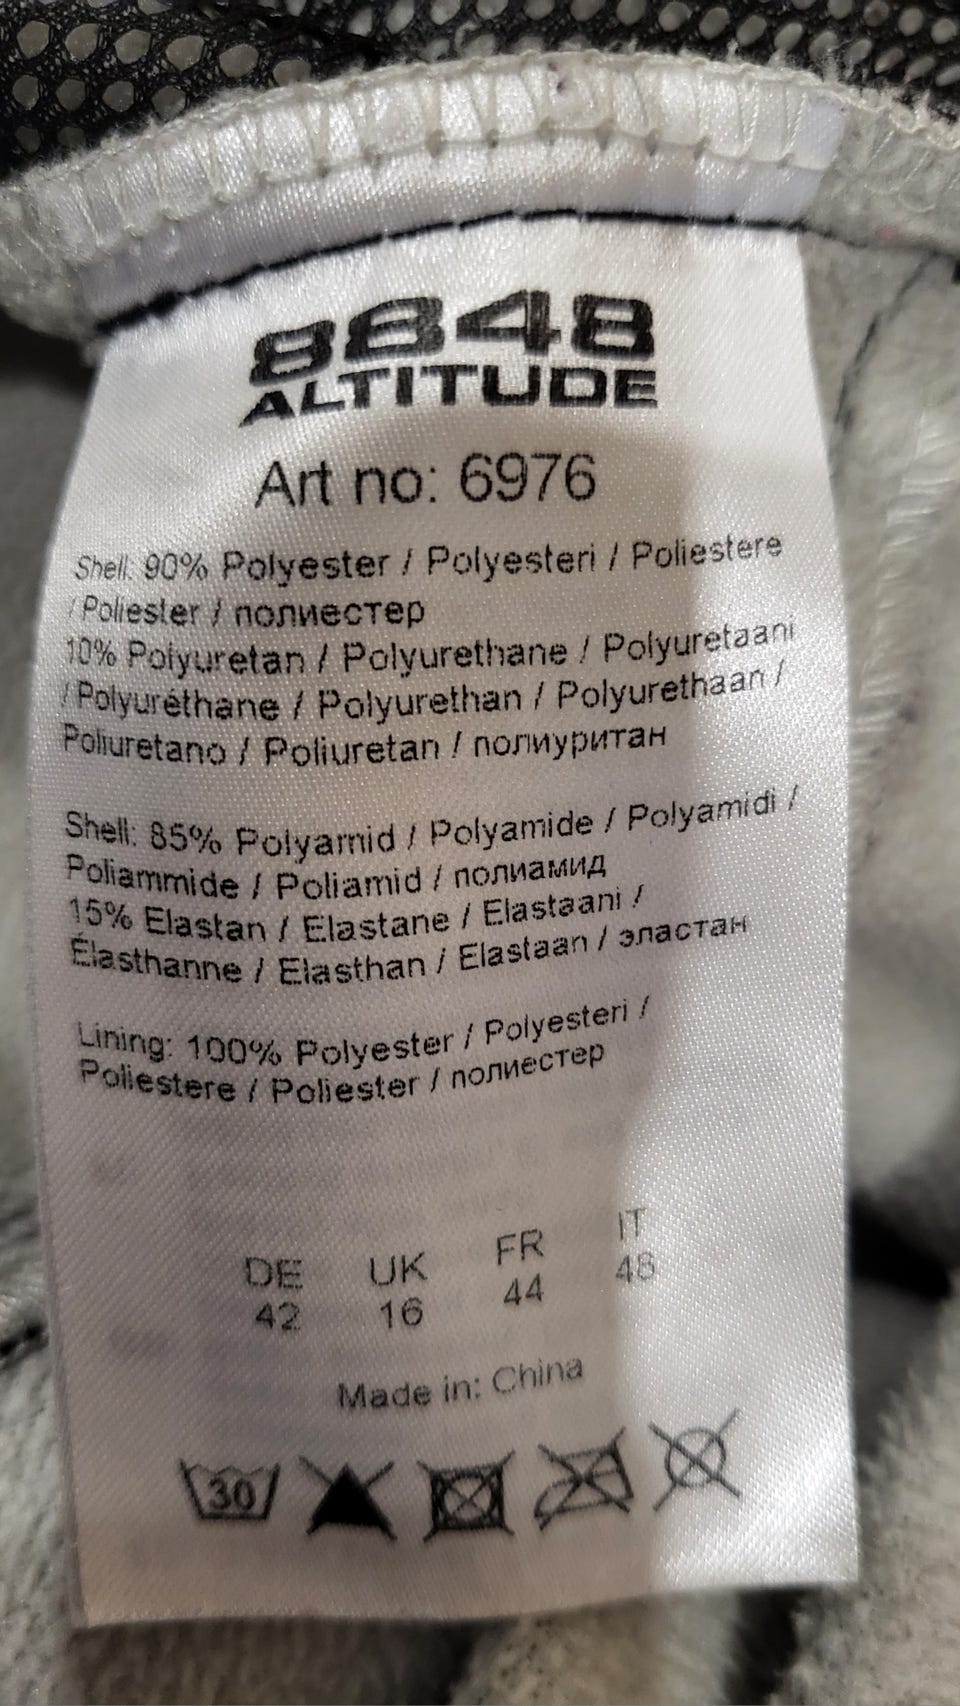 8848
ALTITUDE
Art no: 6976
Shell: 90% Polyester / Polyesteri / Poliestere
/ Poliester / полиестер
10% Polyuretan / Polyurethane / Polyuretaani
/ Polyuréthane / Polyurethan / Polyurethaan /
Poliuretano / Poliuretan / полиуритан
Shell: 85% Polyamid / Polyamide / Polyamidi /
Poliammide / Poliamid / полиамид
15% Elastan / Elastane / Elastaani /
Élasthanne / Elasthan / Elastaan / эластан
Lining: 100% Polyester / Polyesteri /
Poliestere / Poliester / полиестер
DE UK FR IT
42 16 44 48
Made in: China
30